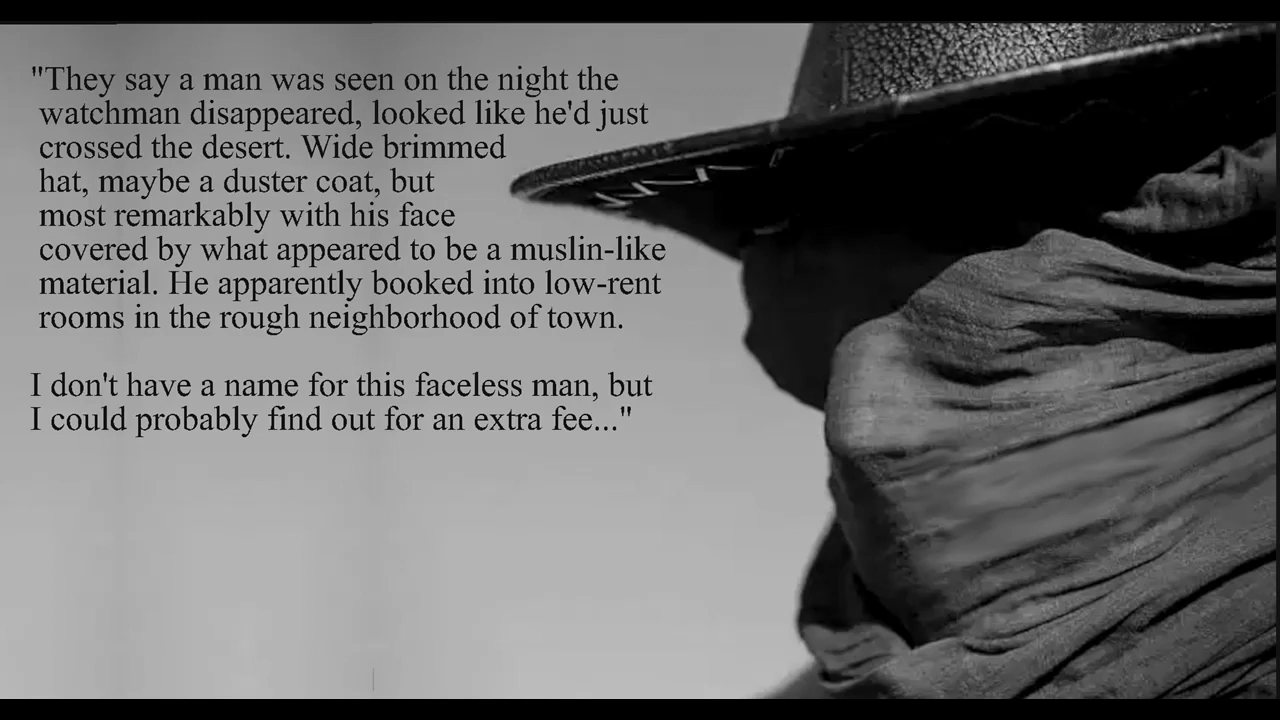 "They say a man was seen on the night the
watchman disappeared, looked like he'd just
crossed the desert. Wide brimmed
hat, maybe a duster coat, but
most remarkably with his face
covered by what appeared to be a muslin-like
material. He apparently booked into low-rent
rooms in the rough neighborhood of town.
I don't have a name for this faceless man, but
I could probably find out for an extra fee..."